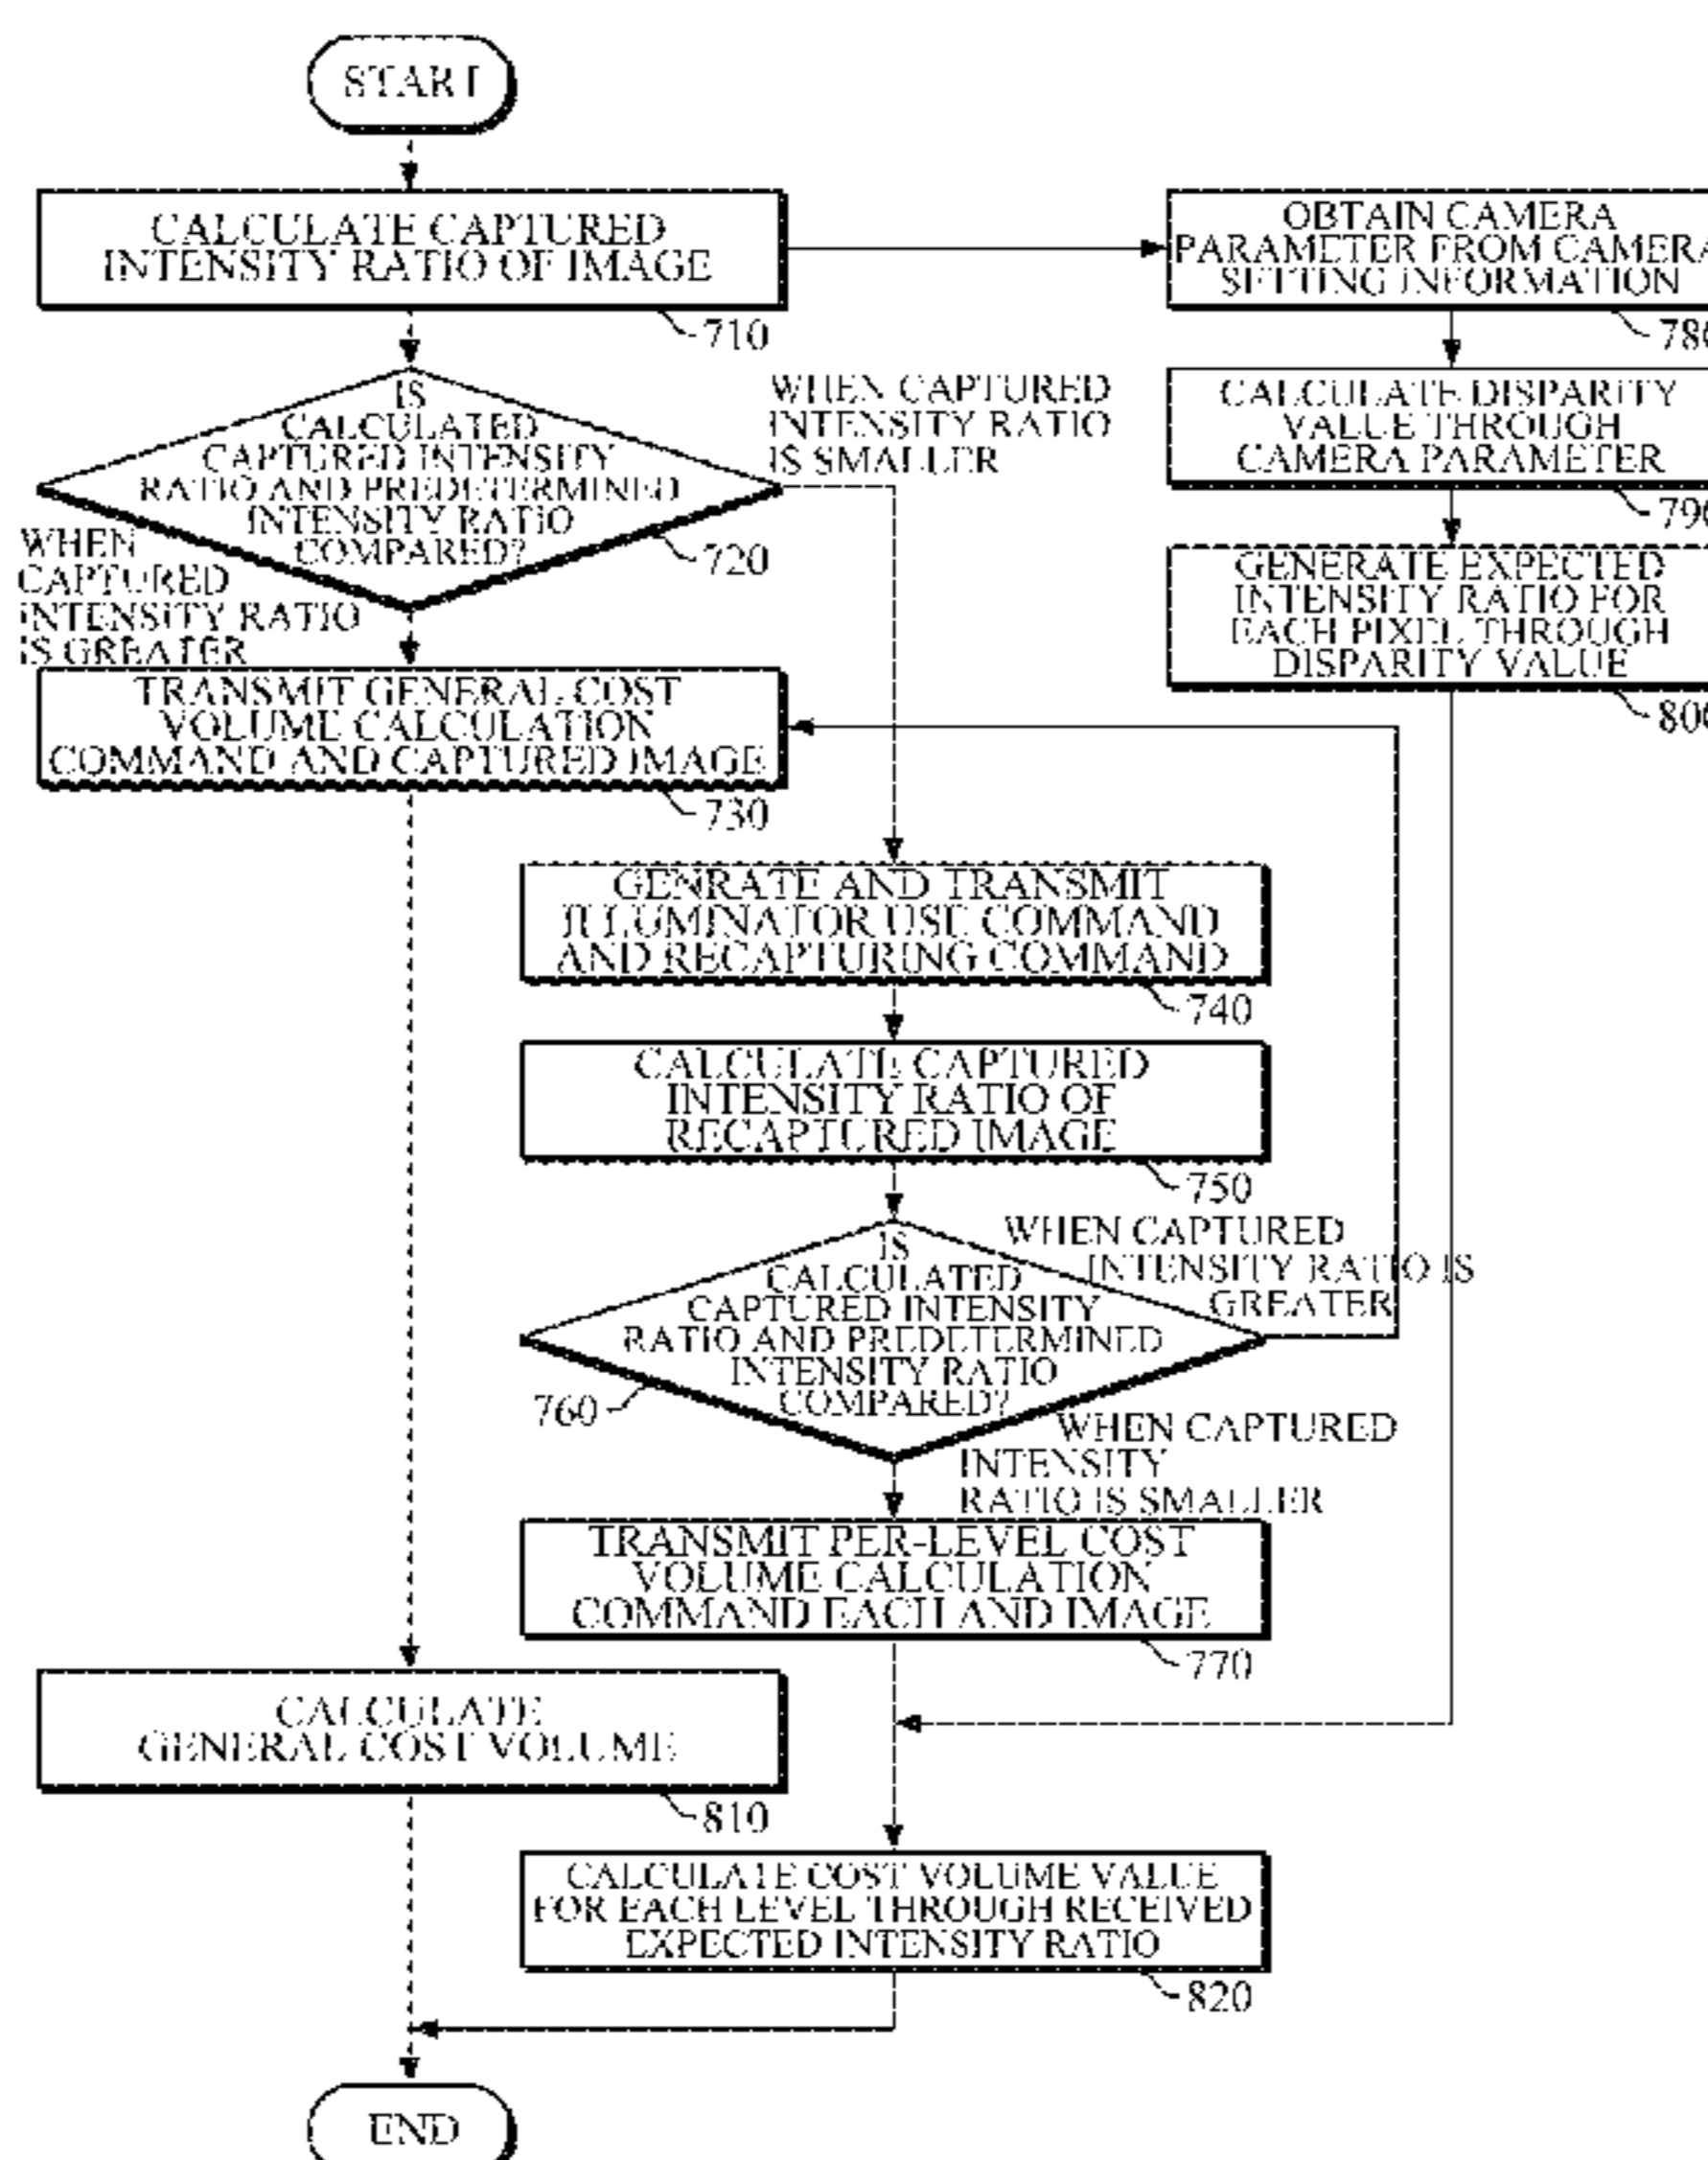 START
CALCULATE CAPTURED
INTENSITY RATIO OF IMAGE
710
OBTAIN CAMERA
PARAMETER FROM CAMERA
SETTING INFORMATION
780
IS
CALCULATED
CAPTURED INTENSITY
RATIO AND PREDETERMINED
INTENSITY RATIO
COMPARED?
720
WHEN CAPTURED
INTENSITY RATIO
IS SMALLER
WHEN
CAPTURED
INTENSITY RATIO
IS GREATER
CALCULATE DISPARITY
VALUE THROUGH
CAMERA PARAMETER
790
GENERATE EXPECTED
INTENSITY RATIO FOR
EACH PIXEL THROUGH
DISPARITY VALUE
800
TRANSMIT GENERAL COST
VOLUME CALCULATION
COMMAND AND CAPTURED IMAGE
730
GENRATE AND TRANSMIT
ILLUMINATOR USE COMMAND
AND RECAPTURING COMMAND
740
CALCULATE CAPTURED
INTENSITY RATIO OF
RECAPTURED IMAGE
750
IS
CALCULATED
CAPTURED INTENSITY
RATIO AND PREDETERMINED
INTENSITY RATIO
COMPARED?
760
WHEN CAPTURED
INTENSITY RATIO IS
GREATER
WHEN CAPTURED
INTENSITY
RATIO IS SMALLER
TRANSMIT PER-LEVEL COST
VOLUME CALCULATION
COMMAND EACH AND IMAGE
770
CALCULATE
GENERAL COST VOLUME
810
CALCULATE COST VOLUME VALUE
FOR EACH LEVEL THROUGH RECEIVED
EXPECTED INTENSITY RATIO
820
END